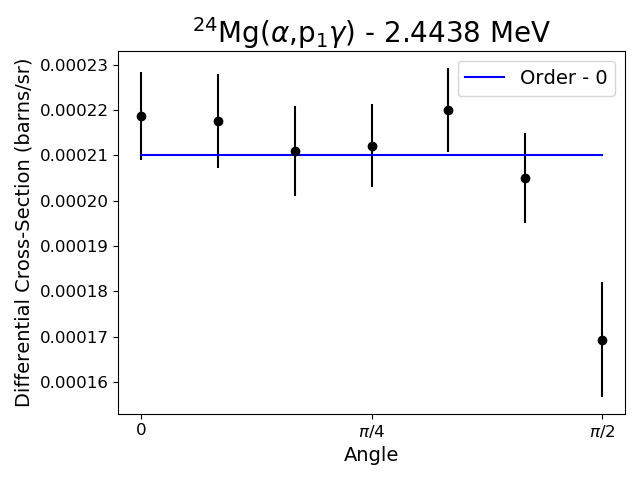 ²⁴Mg(α,p₁γ) - 2.4438 MeV
Differential Cross-Section (barns/sr)
0.00023
0.00022
0.00021
0.00020
0.00019
0.00018
0.00017
0.00016
Order - 0
0
π/4
π/2
Angle